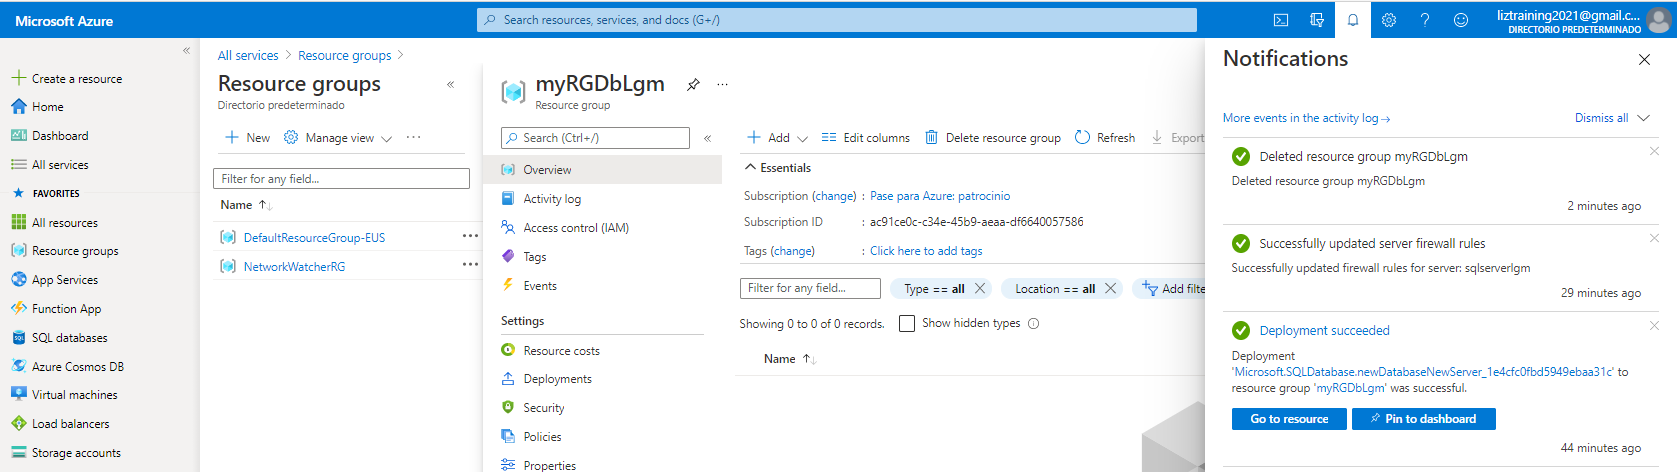 Microsoft Azure
Search resources, services, and docs (G+/)
liztraining2021@gmail.c...
DIRECTORIO PREDETERMINADO
«
Create a resource
Home
Dashboard
All services
FAVORITES
All resources
Resource groups
App Services
Function App
SQL databases
Azure Cosmos DB
Virtual machines
Load balancers
Storage accounts
All services > Resource groups >
Resource groups «
Directorio predeterminado
+ New Manage view ...
Filter for any field...
Name ↑↓
DefaultResourceGroup-EUS ...
NetworkWatcherRG ...
myRGDbLgm ...
Resource group
Search (Ctrl+/) «
Overview
Activity log
Access control (IAM)
Tags
Events
Settings
Resource costs
Deployments
Security
Policies
Properties
+ Add Edit columns Delete resource group Refresh Export
Essentials
Subscription (change) : Pase para Azure: patrocinio
Subscription ID : ac91ce0c-c34e-45b9-aeaa-df6640057586
Tags (change) : Click here to add tags
Filter for any field... Type == all Location == all Add filte
Showing 0 to 0 of 0 records. Show hidden types
Name ↑↓
Notifications
More events in the activity log → Dismiss all
Deleted resource group myRGDbLgm
Deleted resource group myRGDbLgm
2 minutes ago
Successfully updated server firewall rules
Successfully updated firewall rules for server: sqlserverlgm
29 minutes ago
Deployment succeeded
Deployment
'Microsoft.SQLDatabase.newDatabaseNewServer_1e4cfc0fbd5949ebaa31c' to
resource group 'myRGDbLgm' was successful.
Go to resource Pin to dashboard
44 minutes ago